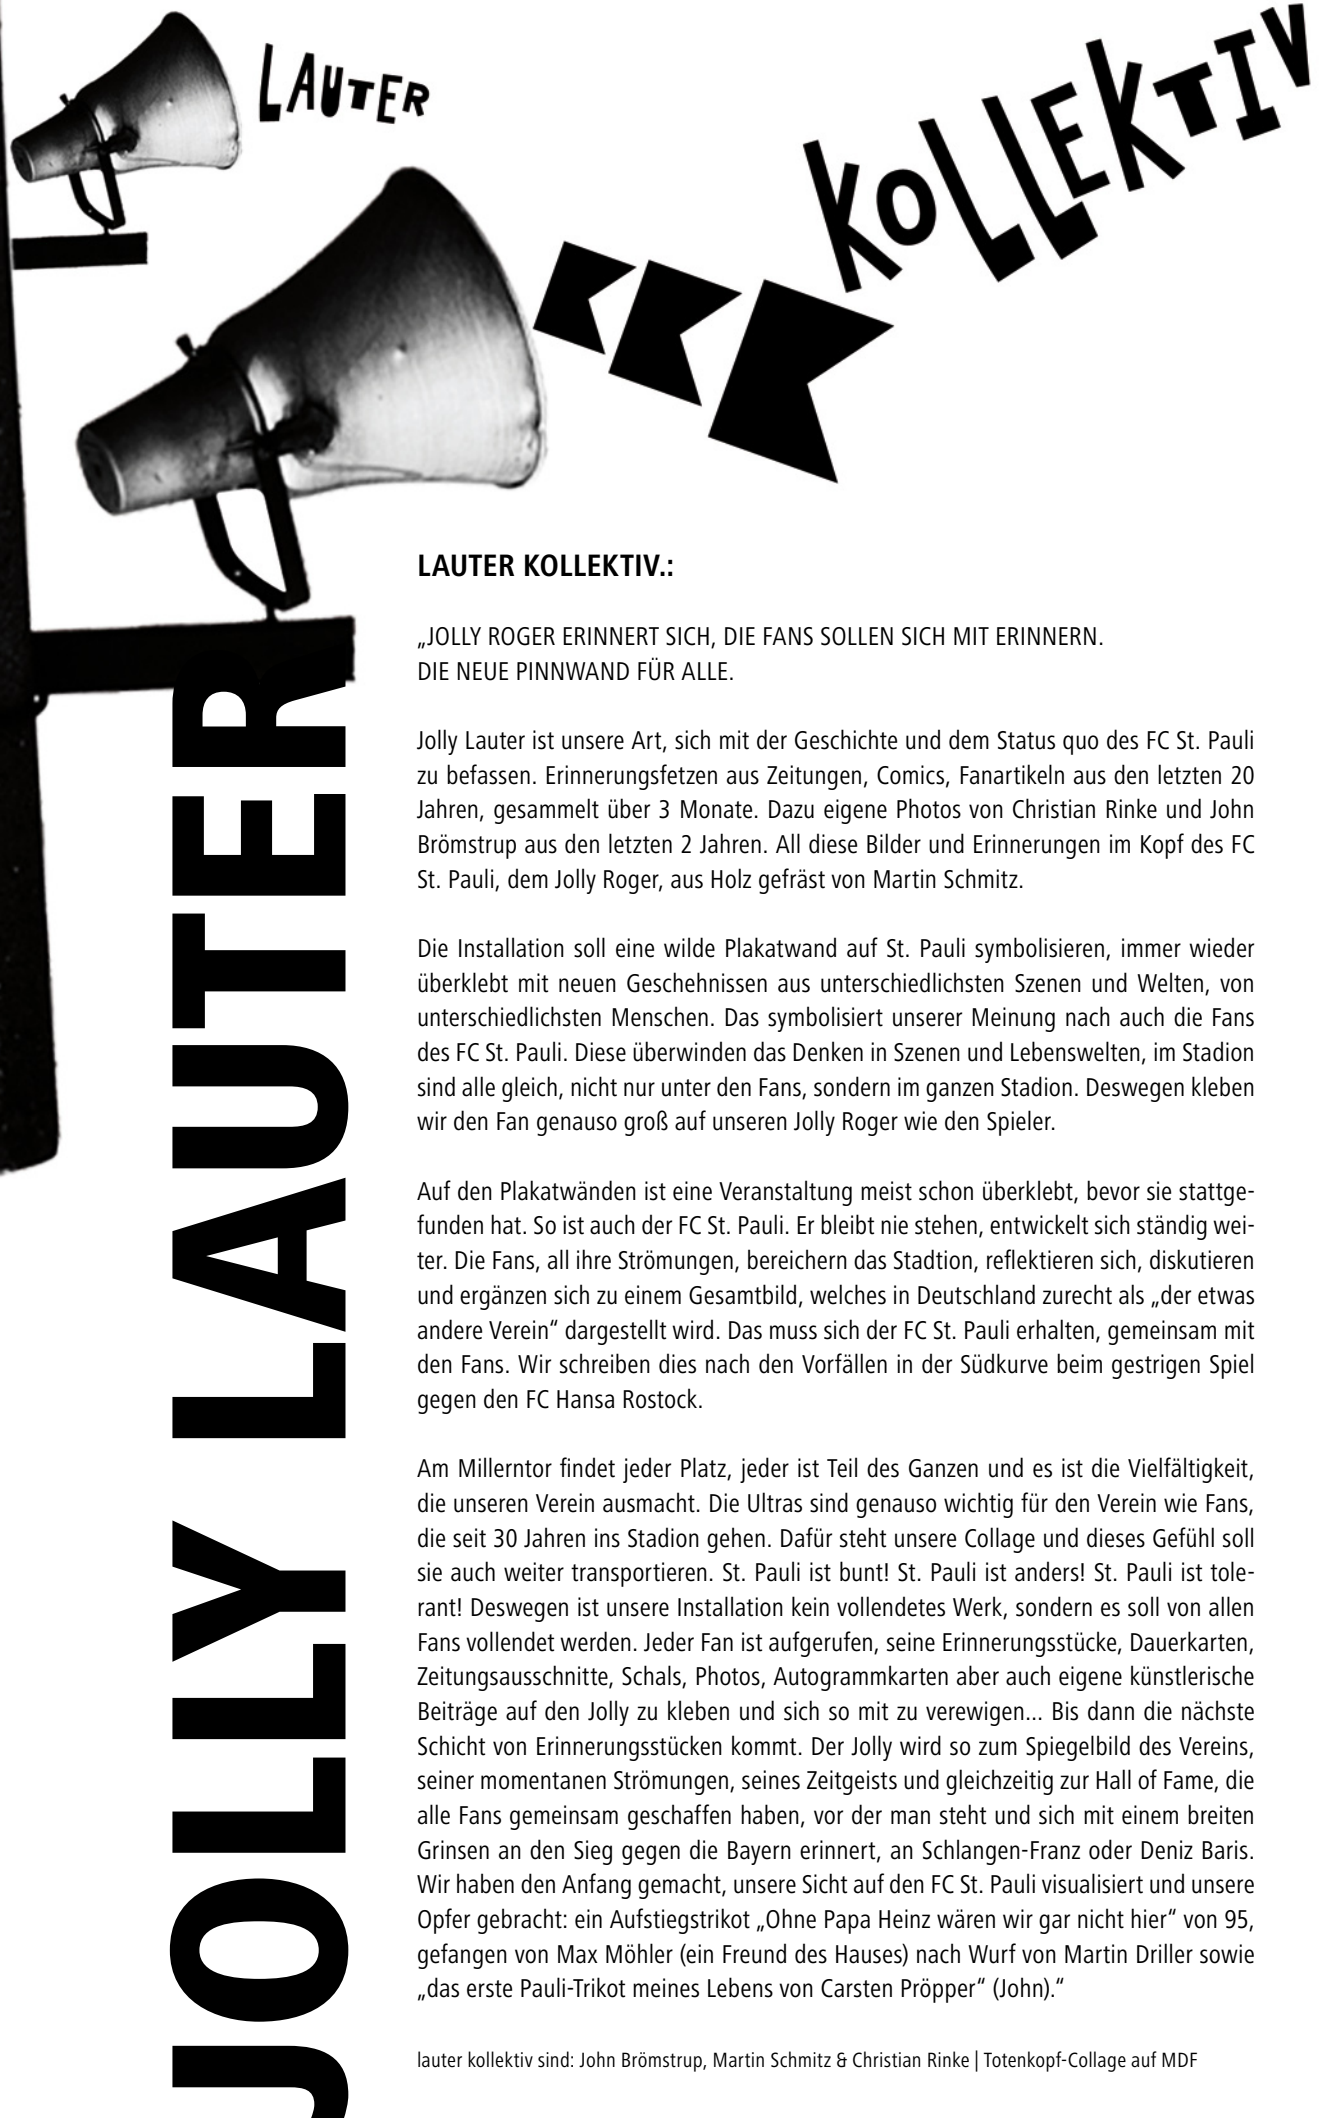 LAUTER
KOLLEKTIV
JOLLY LAUTER
LAUTER KOLLEKTIV.:
„JOLLY ROGER ERINNERT SICH, DIE FANS SOLLEN SICH MIT ERINNERN.
DIE NEUE PINNWAND FÜR ALLE.
Jolly Lauter ist unsere Art, sich mit der Geschichte und dem Status quo des FC St. Pauli
zu befassen. Erinnerungsfetzen aus Zeitungen, Comics, Fanartikeln aus den letzten 20
Jahren, gesammelt über 3 Monate. Dazu eigene Photos von Christian Rinke und John
Brömstrup aus den letzten 2 Jahren. All diese Bilder und Erinnerungen im Kopf des FC
St. Pauli, dem Jolly Roger, aus Holz gefräst von Martin Schmitz.
Die Installation soll eine wilde Plakatwand auf St. Pauli symbolisieren, immer wieder
überklebt mit neuen Geschehnissen aus unterschiedlichsten Szenen und Welten, von
unterschiedlichsten Menschen. Das symbolisiert unserer Meinung nach auch die Fans
des FC St. Pauli. Diese überwinden das Denken in Szenen und Lebenswelten, im Stadion
sind alle gleich, nicht nur unter den Fans, sondern im ganzen Stadion. Deswegen kleben
wir den Fan genauso groß auf unseren Jolly Roger wie den Spieler.
Auf den Plakatwänden ist eine Veranstaltung meist schon überklebt, bevor sie stattge-
funden hat. So ist auch der FC St. Pauli. Er bleibt nie stehen, entwickelt sich ständig wei-
ter. Die Fans, all ihre Strömungen, bereichern das Stadtion, reflektieren sich, diskutieren
und ergänzen sich zu einem Gesamtbild, welches in Deutschland zurecht als „der etwas
andere Verein“ dargestellt wird. Das muss sich der FC St. Pauli erhalten, gemeinsam mit
den Fans. Wir schreiben dies nach den Vorfällen in der Südkurve beim gestrigen Spiel
gegen den FC Hansa Rostock.
Am Millerntor findet jeder Platz, jeder ist Teil des Ganzen und es ist die Vielfältigkeit,
die unseren Verein ausmacht. Die Ultras sind genauso wichtig für den Verein wie Fans,
die seit 30 Jahren ins Stadion gehen. Dafür steht unsere Collage und dieses Gefühl soll
sie auch weiter transportieren. St. Pauli ist bunt! St. Pauli ist anders! St. Pauli ist tole-
rant! Deswegen ist unsere Installation kein vollendetes Werk, sondern es soll von allen
Fans vollendet werden. Jeder Fan ist aufgerufen, seine Erinnerungsstücke, Dauerkarten,
Zeitungsausschnitte, Schals, Photos, Autogrammkarten aber auch eigene künstlerische
Beiträge auf den Jolly zu kleben und sich so mit zu verewigen... Bis dann die nächste
Schicht von Erinnerungsstücken kommt. Der Jolly wird so zum Spiegelbild des Vereins,
seiner momentanen Strömungen, seines Zeitgeists und gleichzeitig zur Hall of Fame, die
alle Fans gemeinsam geschaffen haben, vor der man steht und sich mit einem breiten
Grinsen an den Sieg gegen die Bayern erinnert, an Schlangen-Franz oder Deniz Baris.
Wir haben den Anfang gemacht, unsere Sicht auf den FC St. Pauli visualisiert und unsere
Opfer gebracht: ein Aufstiegstrikot „Ohne Papa Heinz wären wir gar nicht hier“ von 95,
gefangen von Max Möhler (ein Freund des Hauses) nach Wurf von Martin Driller sowie
„das erste Pauli-Trikot meines Lebens von Carsten Pröpper“ (John).“
lauter kollektiv sind: John Brömstrup, Martin Schmitz & Christian Rinke | Totenkopf-Collage auf MDF